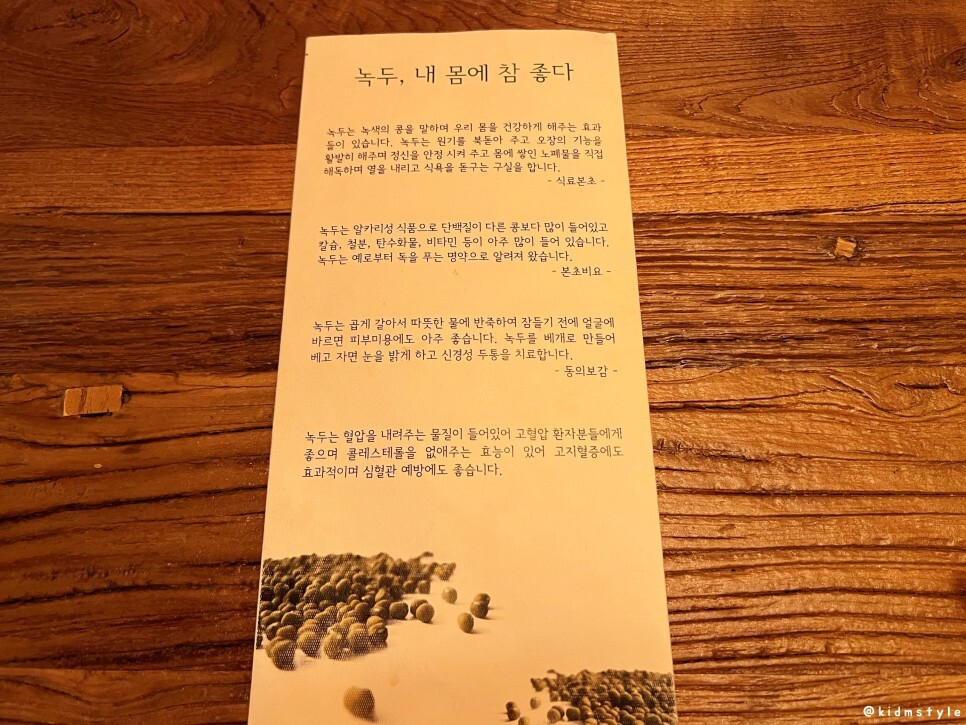 녹두, 내 몸에 참 좋다
녹두는 녹색의 콩을 말하며 우리 몸을 건강하게 해주는 효과
들이 있습니다. 녹두는 원기를 북돋아 주고 오장의 기능을
활발히 해주며 정신을 안정 시켜 주고 몸에 쌓인 노폐물을 직접
해독하며 열을 내리고 식욕을 돋구는 구실을 합니다.
- 식료본초 -
녹두는 알카리성 식품으로 단백질이 다른 콩보다 많이 들어있고
칼슘, 철분, 탄수화물, 비타민 등이 아주 많이 들어 있습니다.
녹두는 예로부터 독을 푸는 명약으로 알려져 왔습니다.
- 본초비요 -
녹두는 곱게 갈아서 따뜻한 물에 반죽하여 잠들기 전에 얼굴에
바르면 피부미용에도 아주 좋습니다. 녹두를 베개로 만들어
베고 자면 눈을 밝게 하고 신경성 두통을 치료합니다.
- 동의보감 -
녹두는 혈압을 내려주는 물질이 들어있어 고혈압 환자분들에게
좋으며 콜레스테롤을 없애주는 효능이 있어 고지혈증에도
효과적이며 심혈관 예방에도 좋습니다.
@kidmstyle